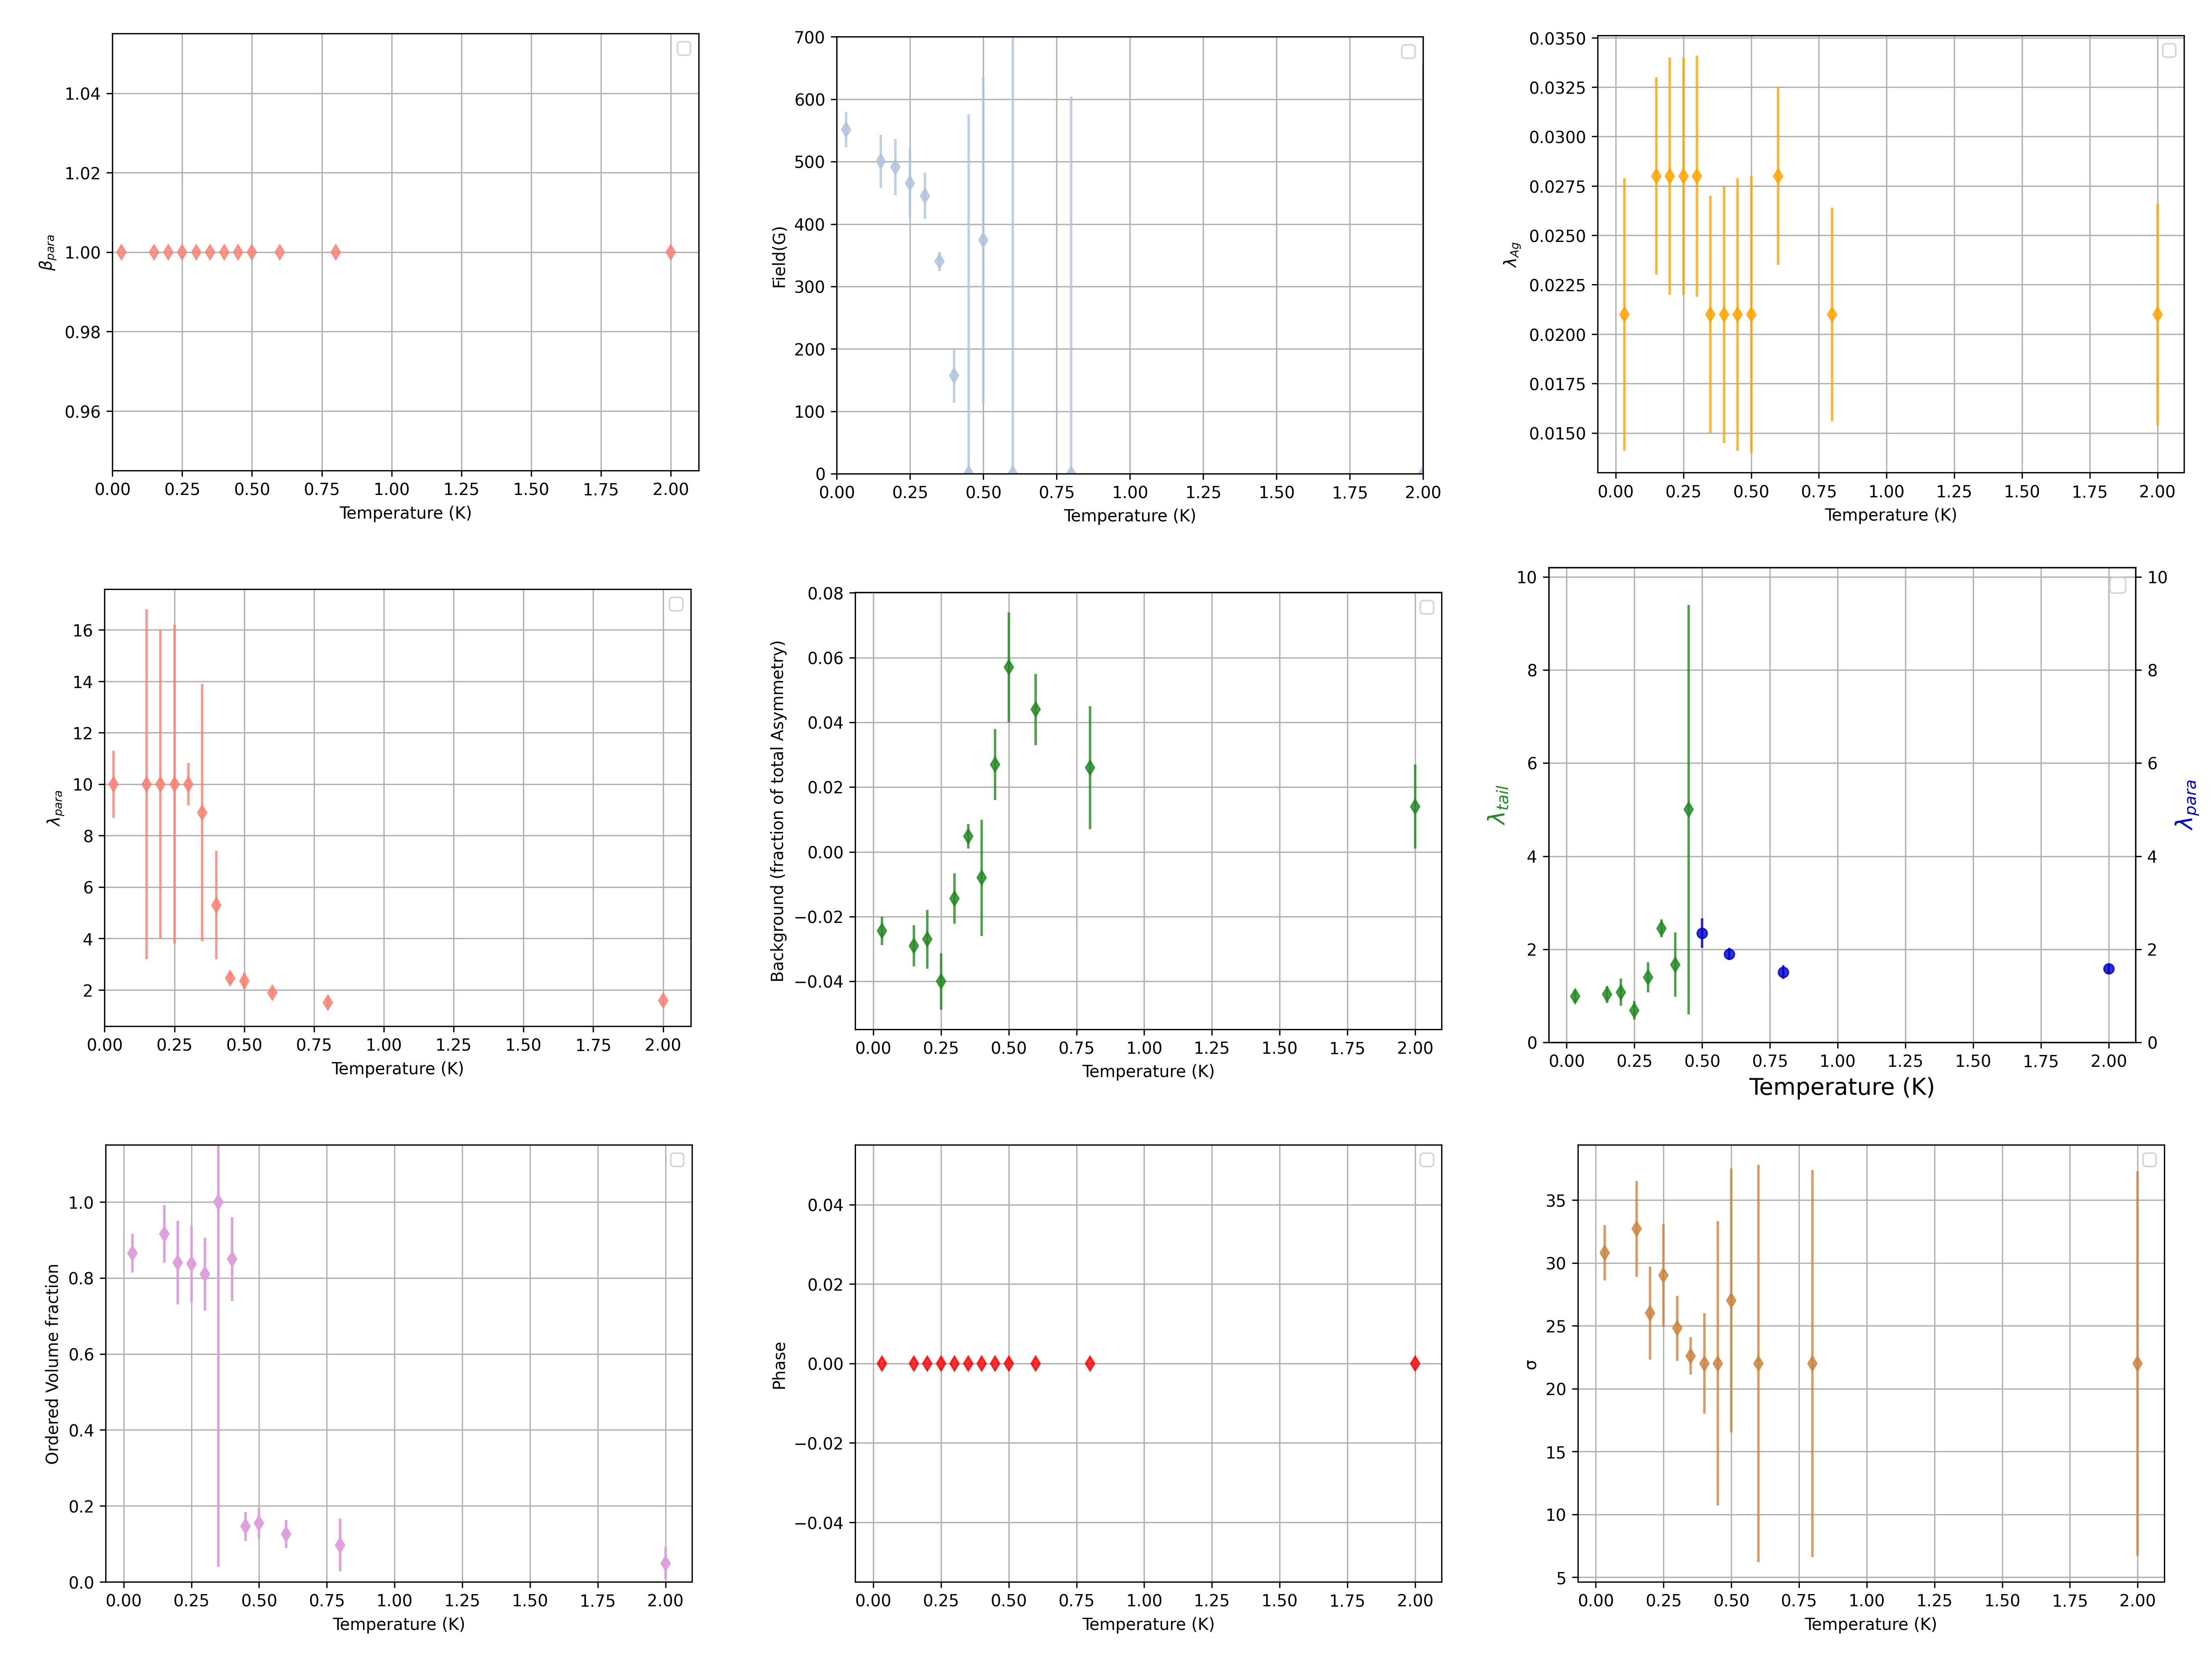 β_para
1.04
1.02
1.00
0.98
0.96
0.00 0.25 0.50 0.75 1.00 1.25 1.50 1.75 2.00
Temperature (K)
Field(G)
700
600
500
400
300
200
100
0
0.00 0.25 0.50 0.75 1.00 1.25 1.50 1.75 2.00
Temperature (K)
λ_Ag
0.0350
0.0325
0.0300
0.0275
0.0250
0.0225
0.0200
0.0175
0.0150
0.00 0.25 0.50 0.75 1.00 1.25 1.50 1.75 2.00
Temperature (K)
λ_para
16
14
12
10
8
6
4
2
0.00 0.25 0.50 0.75 1.00 1.25 1.50 1.75 2.00
Temperature (K)
Background (fraction of total Asymmetry)
0.08
0.06
0.04
0.02
0.00
−0.02
−0.04
0.00 0.25 0.50 0.75 1.00 1.25 1.50 1.75 2.00
Temperature (K)
λ_tail
10
8
6
4
2
0
10
8
6
4
2
0
λ_para
0.00 0.25 0.50 0.75 1.00 1.25 1.50 1.75 2.00
Temperature (K)
Ordered Volume fraction
1.0
0.8
0.6
0.4
0.2
0.0
0.00 0.25 0.50 0.75 1.00 1.25 1.50 1.75 2.00
Temperature (K)
Phase
0.04
0.02
0.00
−0.02
−0.04
0.00 0.25 0.50 0.75 1.00 1.25 1.50 1.75 2.00
Temperature (K)
σ
35
30
25
20
15
10
5
0.00 0.25 0.50 0.75 1.00 1.25 1.50 1.75 2.00
Temperature (K)